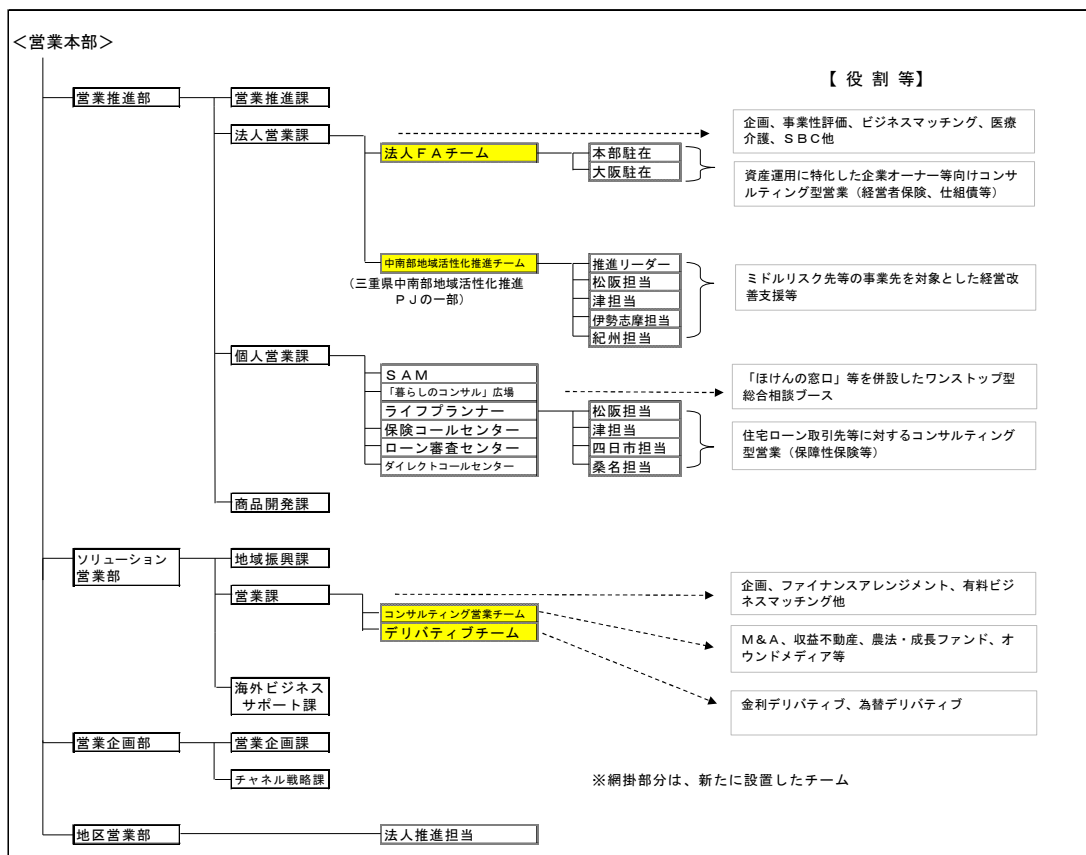 ＜営業本部＞
【 役 割 等】
営業推進部
営業推進課
法人営業課
企画、事業性評価、ビジネスマッチング、医療
介護、ＳＢＣ他
法人ＦＡチーム
本部駐在
大阪駐在
資産運用に特化した企業オーナー等向けコンサ
ルティング型営業（経営者保険、仕組債等）
中南部地域活性化推進チーム
（三重県中南部地域活性化推進
ＰＪの一部）
推進リーダー
松阪担当
津担当
伊勢志摩担当
紀州担当
ミドルリスク先等の事業先を対象とした経営改
善支援等
個人営業課
ＳＡＭ
「暮らしのコンサル」広場
ライフプランナー
保険コールセンター
ローン審査センター
ダイレクトコールセンター
「ほけんの窓口」等を併設したワンストップ型
総合相談ブース
松阪担当
津担当
四日市担当
桑名担当
住宅ローン取引先等に対するコンサルティング
型営業（保障性保険等）
商品開発課
ソリューション
営業部
地域振興課
営業課
企画、ファイナンスアレンジメント、有料ビジ
ネスマッチング他
コンサルティング営業チーム
デリバティブチーム
Ｍ＆Ａ、収益不動産、農法・成長ファンド、オ
ウンドメディア等
海外ビジネス
サポート課
金利デリバティブ、為替デリバティブ
営業企画部
営業企画課
チャネル戦略課
※網掛部分は、新たに設置したチーム
地区営業部
法人推進担当